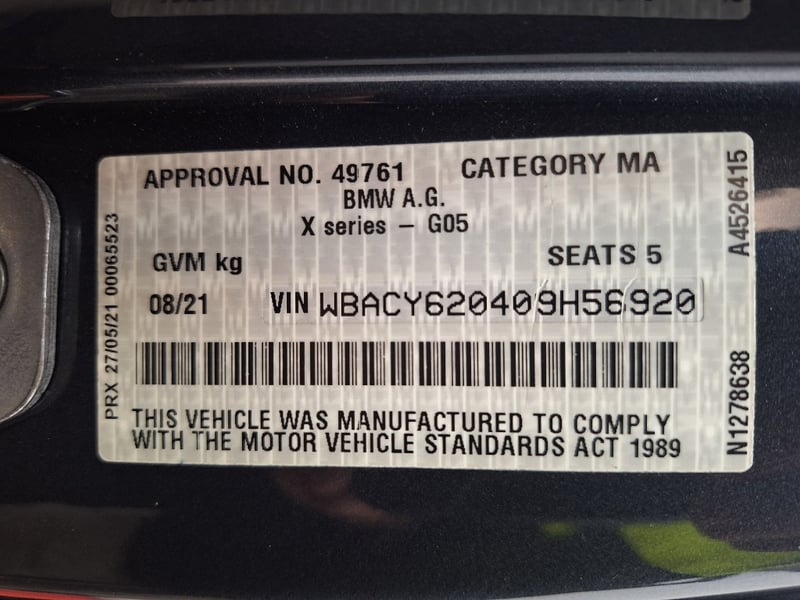 APPROVAL NO. 49761 CATEGORY MA
BMW A.G.
X series – G05
GVM kg SEATS 5
08/21 VIN WBACY620409H56920
THIS VEHICLE WAS MANUFACTURED TO COMPLY
WITH THE MOTOR VEHICLE STANDARDS ACT 1989
PRX 27/05/21 00065523
A4526415
N1278638